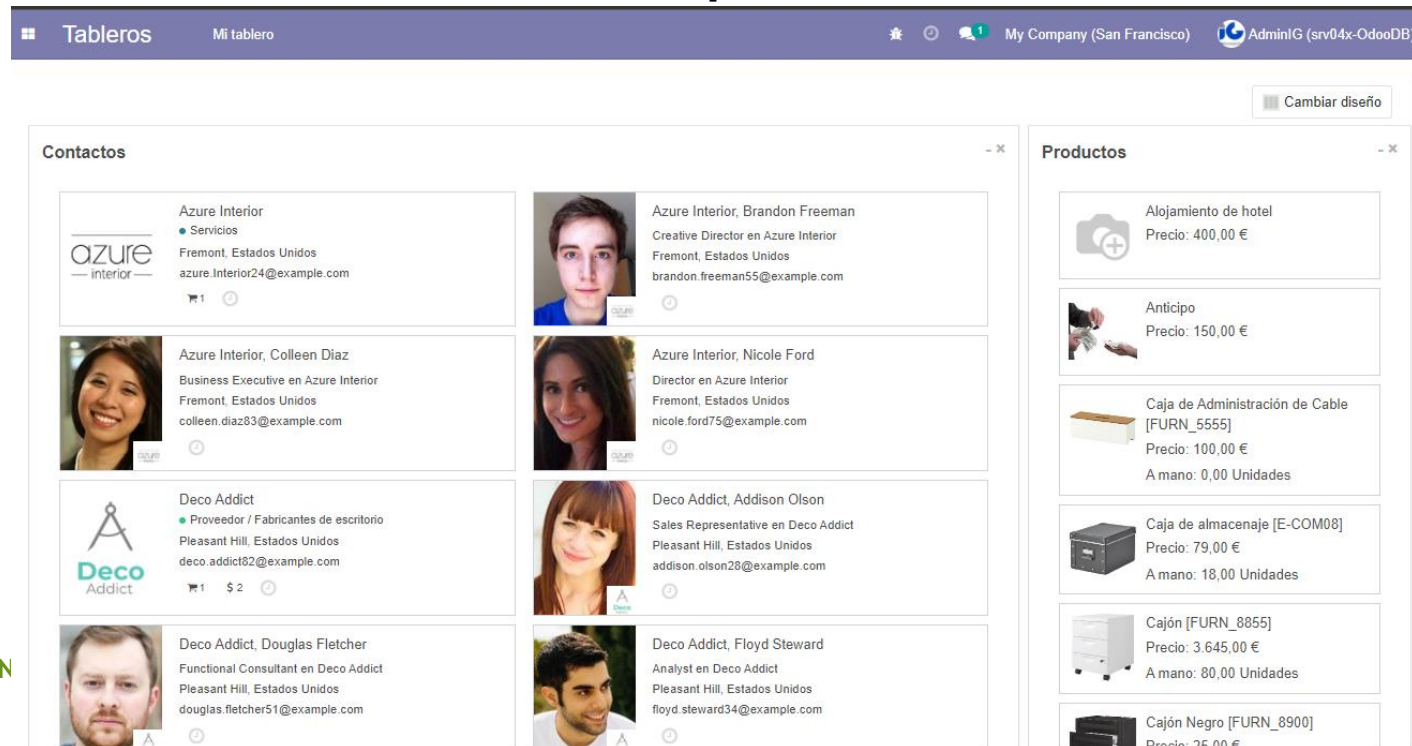 Tableros Mi tablero 1 My Company (San Francisco) AdminIG (srv04x-OdooDB)
Cambiar diseño
Contactos
azure
interior
Azure Interior
Servicios
Fremont, Estados Unidos
azure.Interior24@example.com
1
Azure Interior, Brandon Freeman
Creative Director en Azure Interior
Fremont, Estados Unidos
brandon.freeman55@example.com
azure
Azure Interior, Colleen Diaz
Business Executive en Azure Interior
Fremont, Estados Unidos
colleen.diaz83@example.com
azure
Azure Interior, Nicole Ford
Director en Azure Interior
Fremont, Estados Unidos
nicole.ford75@example.com
azure
Deco
Addict
Deco Addict
Proveedor / Fabricantes de escritorio
Pleasant Hill, Estados Unidos
deco.addict82@example.com
1 $ 2
Deco Addict, Addison Olson
Sales Representative en Deco Addict
Pleasant Hill, Estados Unidos
addison.olson28@example.com
Deco
Deco Addict, Douglas Fletcher
Functional Consultant en Deco Addict
Pleasant Hill, Estados Unidos
douglas.fletcher51@example.com
Deco Addict, Floyd Steward
Analyst en Deco Addict
Pleasant Hill, Estados Unidos
floyd.steward34@example.com
N
Productos
Alojamiento de hotel
Precio: 400,00 €
Anticipo
Precio: 150,00 €
Caja de Administración de Cable
[FURN_5555]
Precio: 100,00 €
A mano: 0,00 Unidades
Caja de almacenaje [E-COM08]
Precio: 79,00 €
A mano: 18,00 Unidades
Cajón [FURN_8855]
Precio: 3.645,00 €
A mano: 80,00 Unidades
Cajón Negro [FURN_8900]
Precio: 25,00 €